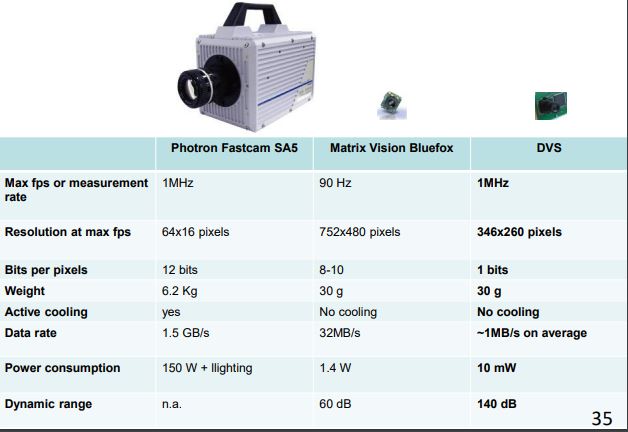 Photron Fastcam SA5 Matrix Vision Bluefox DVS
Max fps or measurement rate 1MHz 90 Hz 1MHz
Resolution at max fps 64x16 pixels 752x480 pixels 346x260 pixels
Bits per pixels 12 bits 8-10 1 bits
Weight 6.2 Kg 30 g 30 g
Active cooling yes No cooling No cooling
Data rate 1.5 GB/s 32MB/s ~1MB/s on average
Power consumption 150 W + llighting 1.4 W 10 mW
Dynamic range n.a. 60 dB 140 dB
35